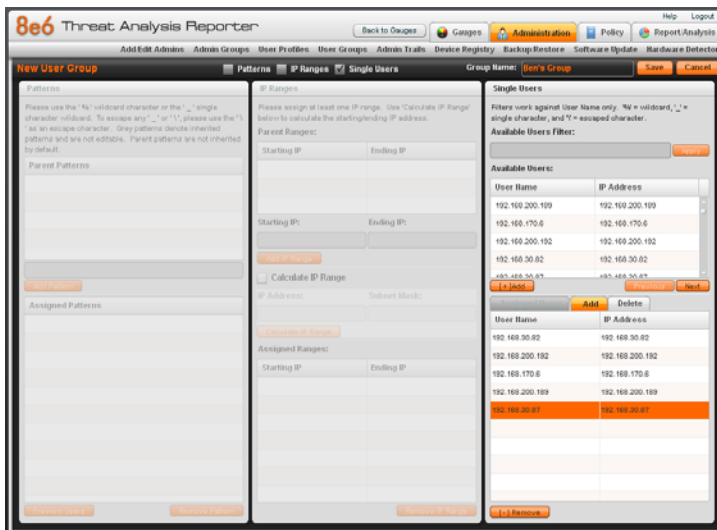 Help Logout
8e6 Threat Analysis Reporter
Back to Gauges Gauges Administration Policy Report/Analysis
Add/Edit Admins Admin Groups User Profiles User Groups Admin Trails Device Registry Backup/Restore Software Update Hardware Detector
New User Group Patterns IP Ranges Single Users Group Name: Ben's Group Save Cancel
Patterns
Please use the '%' wildcard character or the '_' single
character wildcard. To escape any '_' or '\', please use the '\
' as an escape character. Grey patterns denote inherited
patterns and are not editable. Parent patterns are not inherited
by default.
Parent Patterns
Add Pattern
Assigned Patterns
Preview Users Remove Pattern
IP Ranges
Please assign at least one IP range. Use 'Calculate IP Range'
below to calculate the starting/ending IP address.
Parent Ranges:
Starting IP Ending IP
Starting IP: Ending IP:
Add IP Range
Calculate IP Range
IP Address: Subnet Mask:
Calculate IP Range
Assigned Ranges:
Starting IP Ending IP
Remove IP Range
Single Users
Filters work against User Name only. '%' = wildcard, '_' =
single character, and '\' = escaped character.
Available Users Filter:
Apply
Available Users:
User Name IP Address
192.168.200.189 192.168.200.189
192.168.170.6 192.168.170.6
192.168.200.192 192.168.200.192
192.168.30.82 192.168.30.82
192.168.30.87 192.168.30.87
[+]Add Previous Next
Add Delete
User Name IP Address
192.168.30.82 192.168.30.82
192.168.200.192 192.168.200.192
192.168.170.6 192.168.170.6
192.168.200.189 192.168.200.189
192.168.30.87 192.168.30.87
[-] Remove